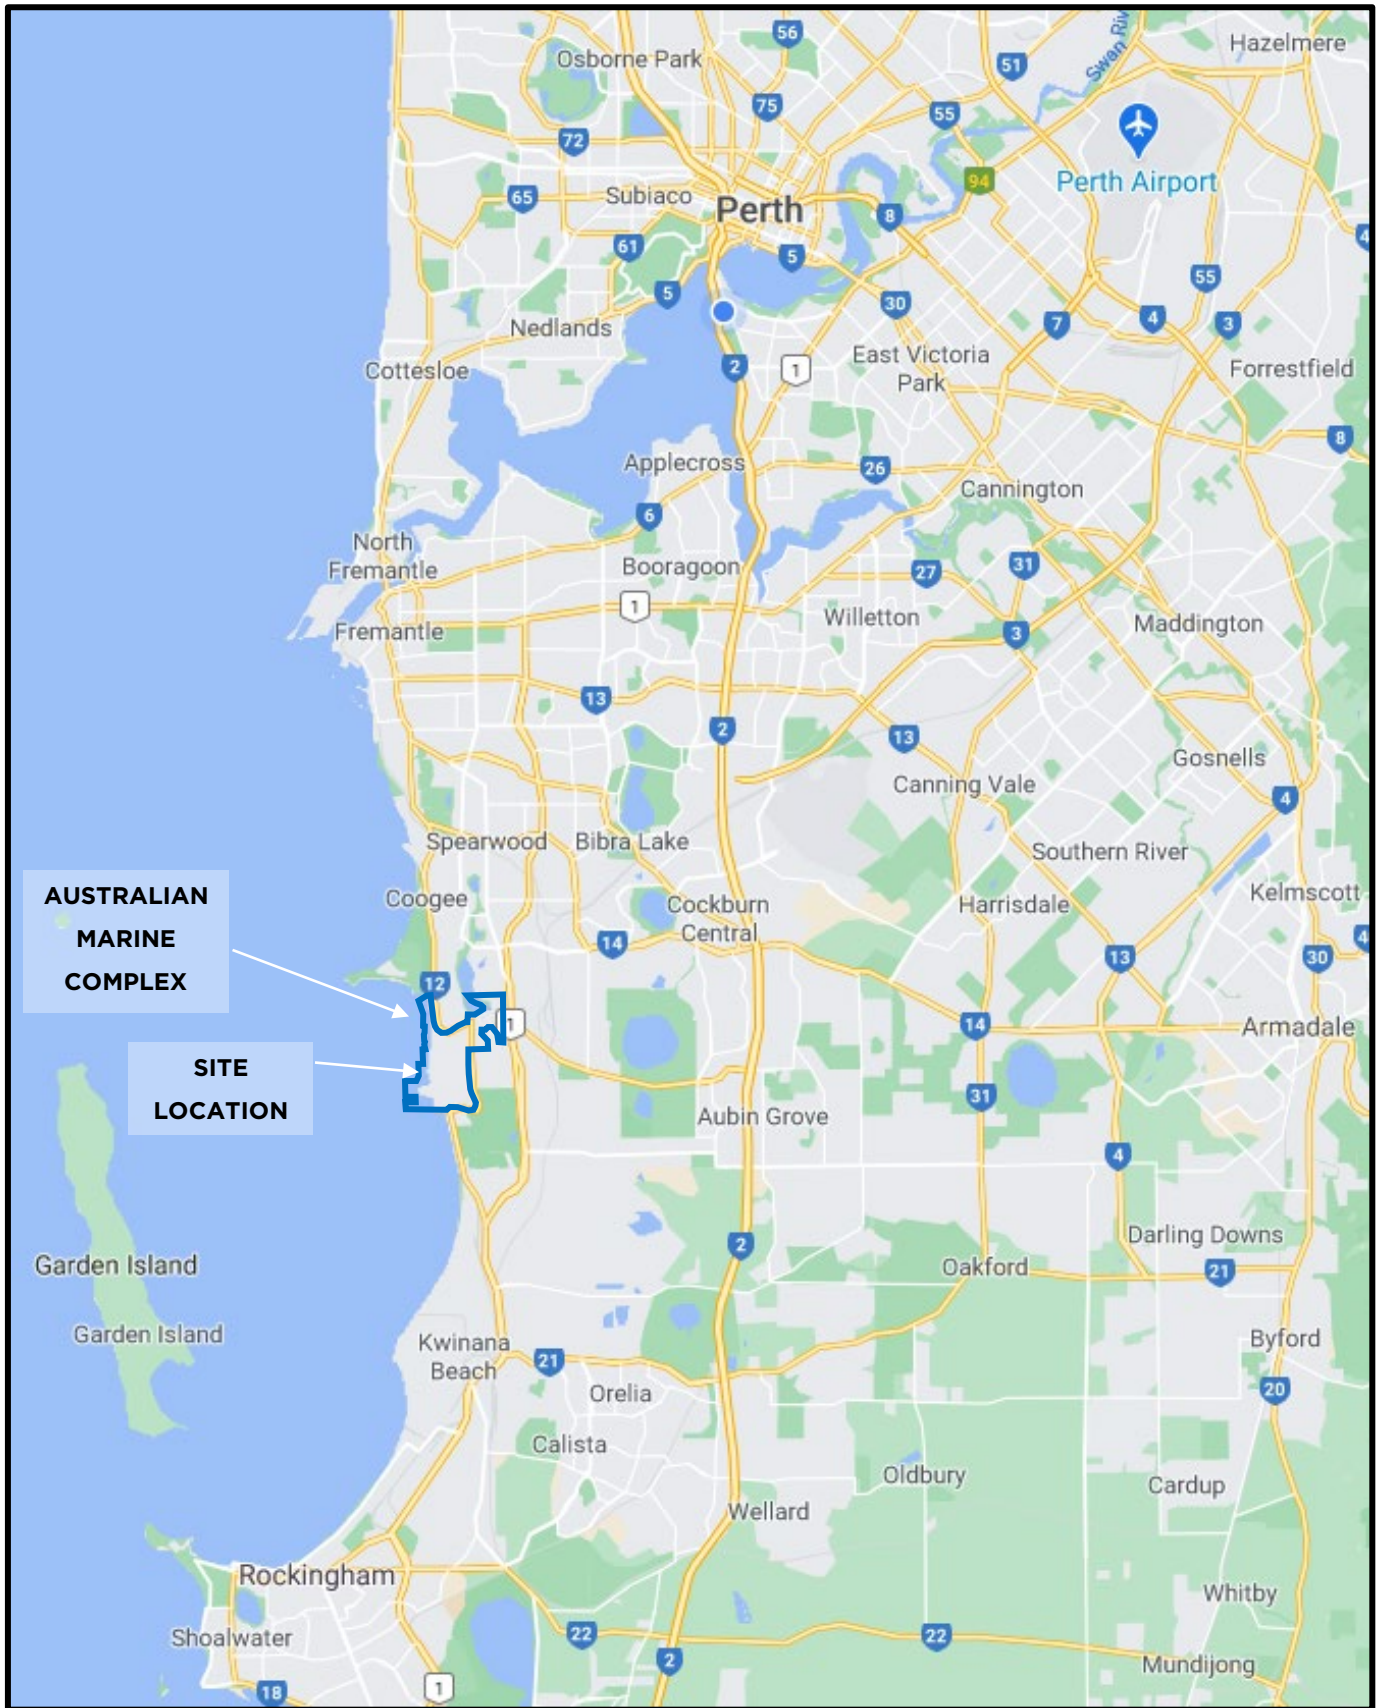 56
Hazelmere
Osborne Park
51
Swan Riv
75
55
72
94
Perth Airport
65
Subiaco
Perth
8
4
61
5
55
5
30
7
4
3
Nedlands
2
1
East Victoria
Park
Forrestfield
Cottesloe
8
Applecross
26
Cannington
6
North
Fremantle
Booragoon
27
31
1
Willetton
3
Maddington
Fremantle
13
2
13
Gosnells
Canning Vale
4
Spearwood
Bibra Lake
Southern River
AUSTRALIAN
MARINE
COMPLEX
Coogee
Cockburn
Central
Harrisdale
Kelmscott
14
13
30
4
12
1
14
Armadale
SITE
LOCATION
31
Aubin Grove
4
2
Darling Downs
Garden Island
Oakford
21
Garden Island
Kwinana
Beach
21
Byford
Orelia
20
Calista
Oldbury
Cardup
Wellard
Rockingham
Whitby
Shoalwater
22
22
2
Mundijong
18
1